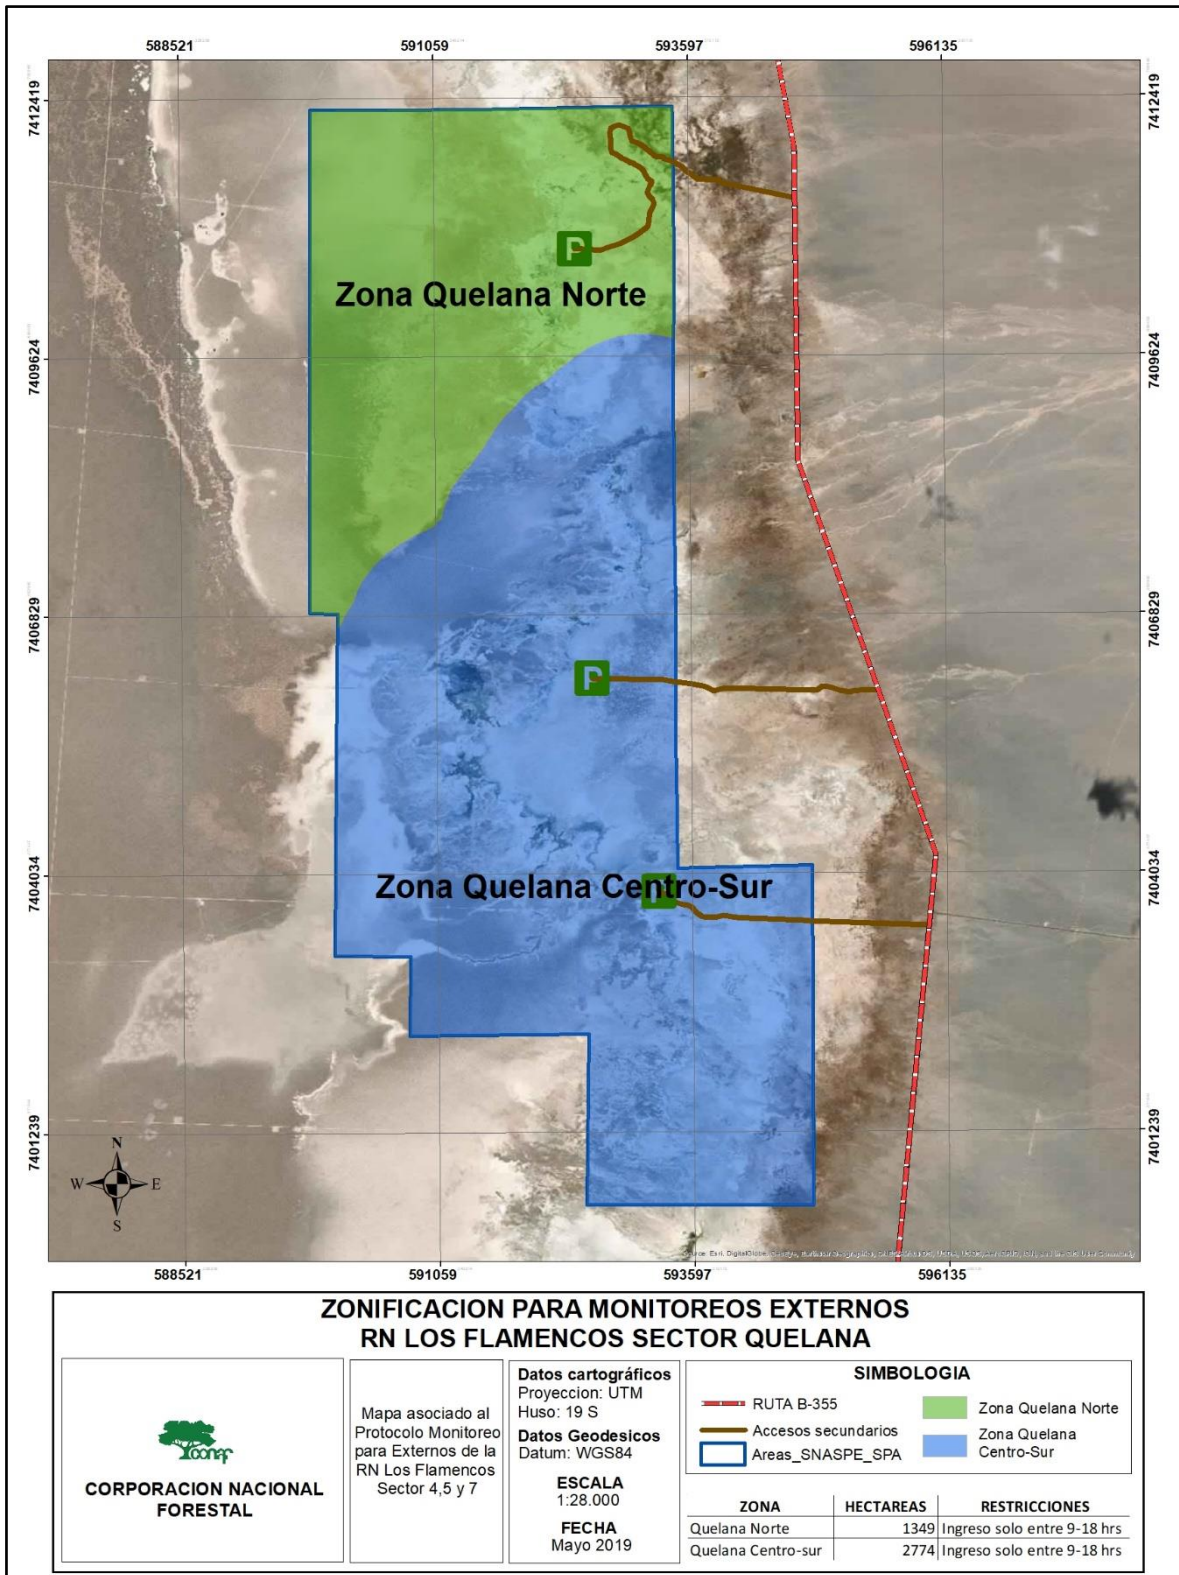 588521 591059 593597 596135
7412419 7412419
P
Zona Quelana Norte
7409624 7409624
7406829 7406829
P
7404034 7404034
Zona Quelana Centro-Sur
P
7401239 7401239
N
W E
S
588521 591059 593597 596135
ZONIFICACION PARA MONITOREOS EXTERNOS
RN LOS FLAMENCOS SECTOR QUELANA
conaf
CORPORACION NACIONAL
FORESTAL
Mapa asociado al
Protocolo Monitoreo
para Externos de la
RN Los Flamencos
Sector 4,5 y 7
Datos cartográficos
Proyeccion: UTM
Huso: 19 S
Datos Geodesicos
Datum: WGS84
ESCALA
1:28.000
FECHA
Mayo 2019
SIMBOLOGIA
RUTA B-355
Accesos secundarios
Areas_SNASPE_SPA
Zona Quelana Norte
Zona Quelana
Centro-Sur
ZONA HECTAREAS RESTRICCIONES
Quelana Norte 1349 Ingreso solo entre 9-18 hrs
Quelana Centro-sur 2774 Ingreso solo entre 9-18 hrs